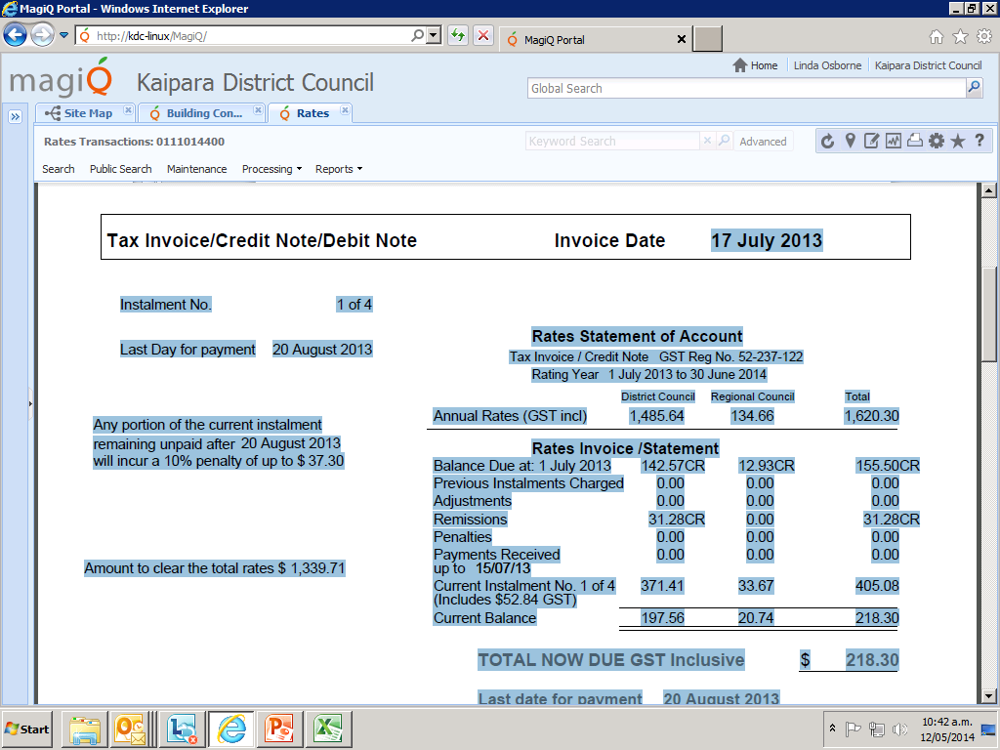 MagiQ Portal - Windows Internet Explorer
http://kdc-linux/MagiQ/
MagiQ Portal
Home Linda Osborne Kaipara District Council
magiQ Kaipara District Council
Global Search
Site Map Building Con... Rates
Rates Transactions: 0111014400
Keyword Search Advanced
Search Public Search Maintenance Processing Reports
Tax Invoice/Credit Note/Debit Note Invoice Date 17 July 2013
Instalment No. 1 of 4
Last Day for payment 20 August 2013
Any portion of the current instalment
remaining unpaid after 20 August 2013
will incur a 10% penalty of up to $ 37.30
Amount to clear the total rates $ 1,339.71
Rates Statement of Account
Tax Invoice / Credit Note GST Reg No. 52-237-122
Rating Year 1 July 2013 to 30 June 2014
District Council Regional Council Total
Annual Rates (GST incl) 1,485.64 134.66 1,620.30
Rates Invoice /Statement
Balance Due at: 1 July 2013 142.57CR 12.93CR 155.50CR
Previous Instalments Charged 0.00 0.00 0.00
Adjustments 0.00 0.00 0.00
Remissions 31.28CR 0.00 31.28CR
Penalties 0.00 0.00 0.00
Payments Received 0.00 0.00 0.00
up to 15/07/13
Current Instalment No. 1 of 4 371.41 33.67 405.08
(Includes $52.84 GST)
Current Balance 197.56 20.74 218.30
TOTAL NOW DUE GST Inclusive $ 218.30
Last date for payment 20 August 2013
Start
10:42 a.m.
12/05/2014